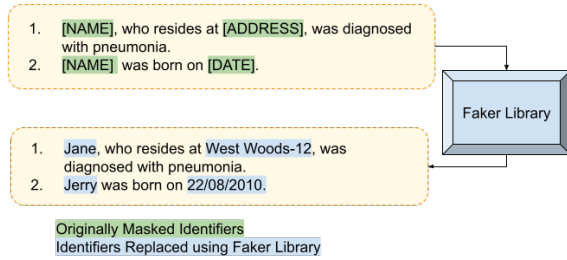 1. [NAME], who resides at [ADDRESS], was diagnosed
with pneumonia.
2. [NAME] was born on [DATE].
Faker Library
1. Jane, who resides at West Woods-12, was
diagnosed with pneumonia.
2. Jerry was born on 22/08/2010.
Originally Masked Identifiers
Identifiers Replaced using Faker Library